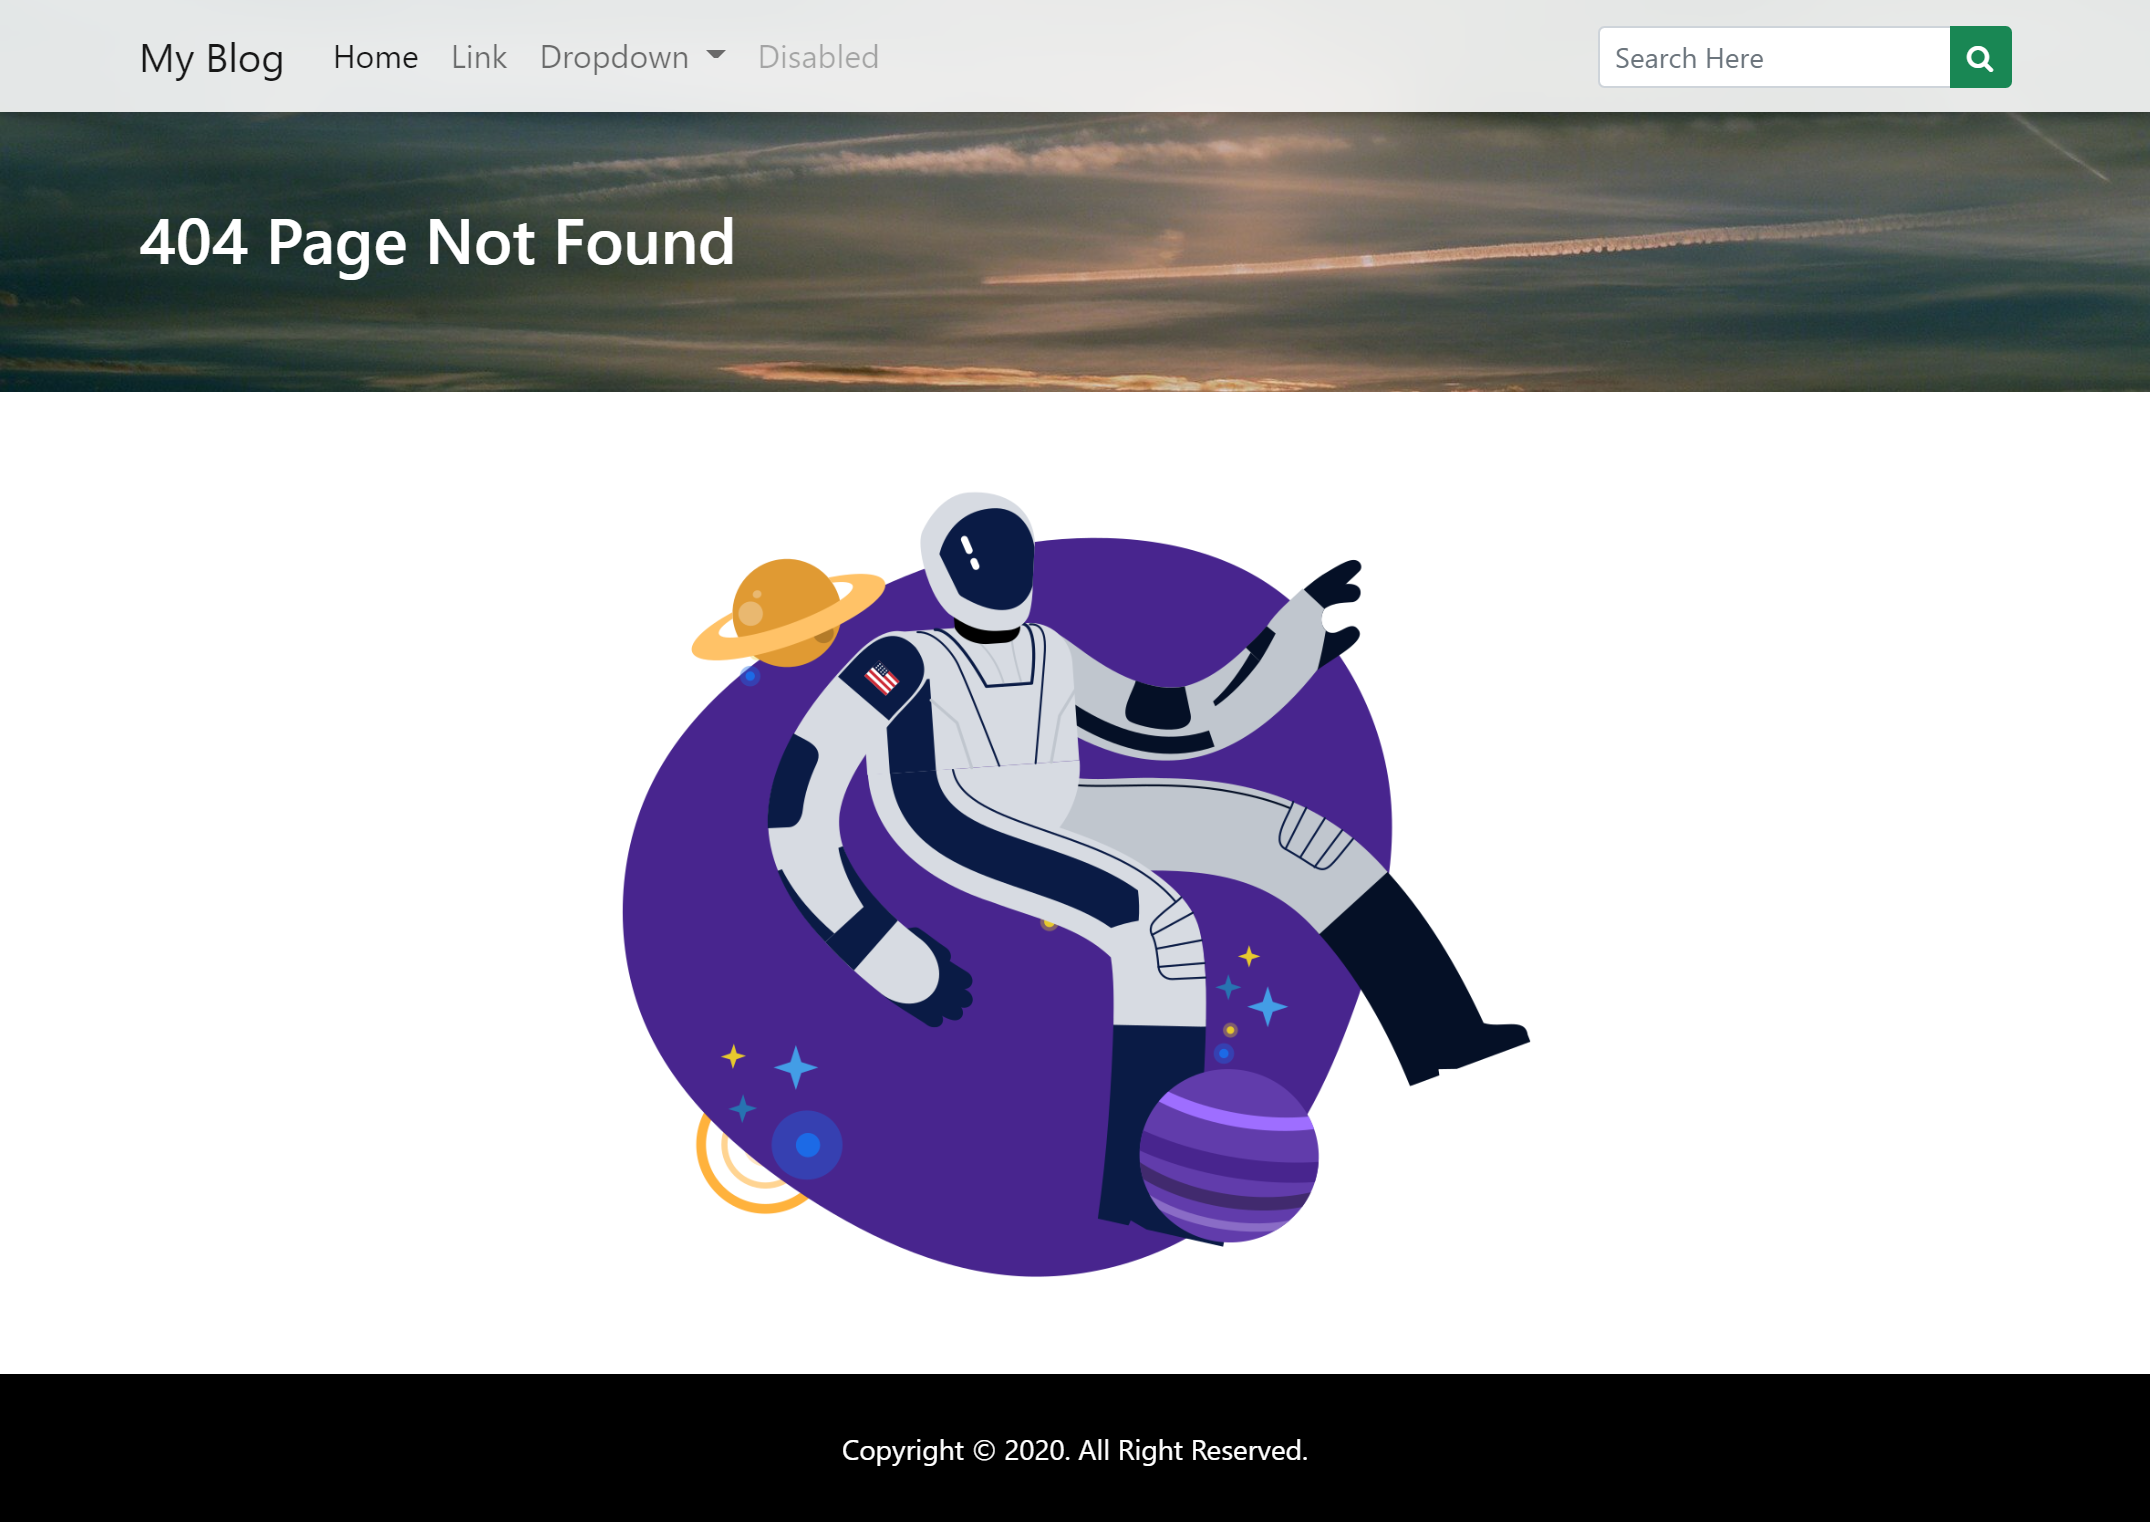 My Blog Home Link Dropdown Disabled Search Here
404 Page Not Found
Copyright © 2020. All Right Reserved.